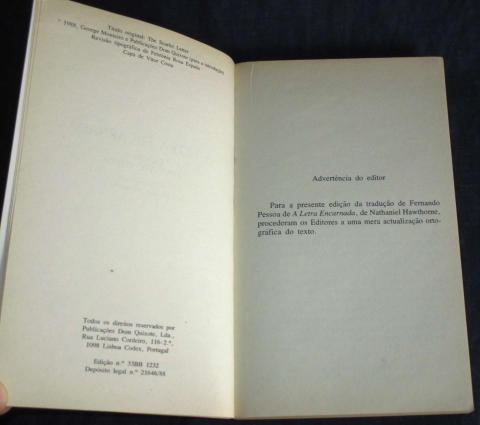 Título original: The Scarlet Letter
© 1988, George Monteiro e Publicações Dom Quixote (para a introdução)
Revisão tipográfica de Fernanda Rosa Espada
Capa de Vitor Costa
Todos os direitos reservados por
Publicações Dom Quixote, Lda.,
Rua Luciano Cordeiro, 116-2.º,
1098 Lisboa Codex, Portugal
Edição n.º 33BB 1232
Depósito legal n.º 21646/88
Advertência do editor
Para a presente edição da tradução de Fernando
Pessoa de A Letra Encarnada, de Nathaniel Hawthorne,
procederam os Editores a uma mera actualização orto-
gráfica do texto.